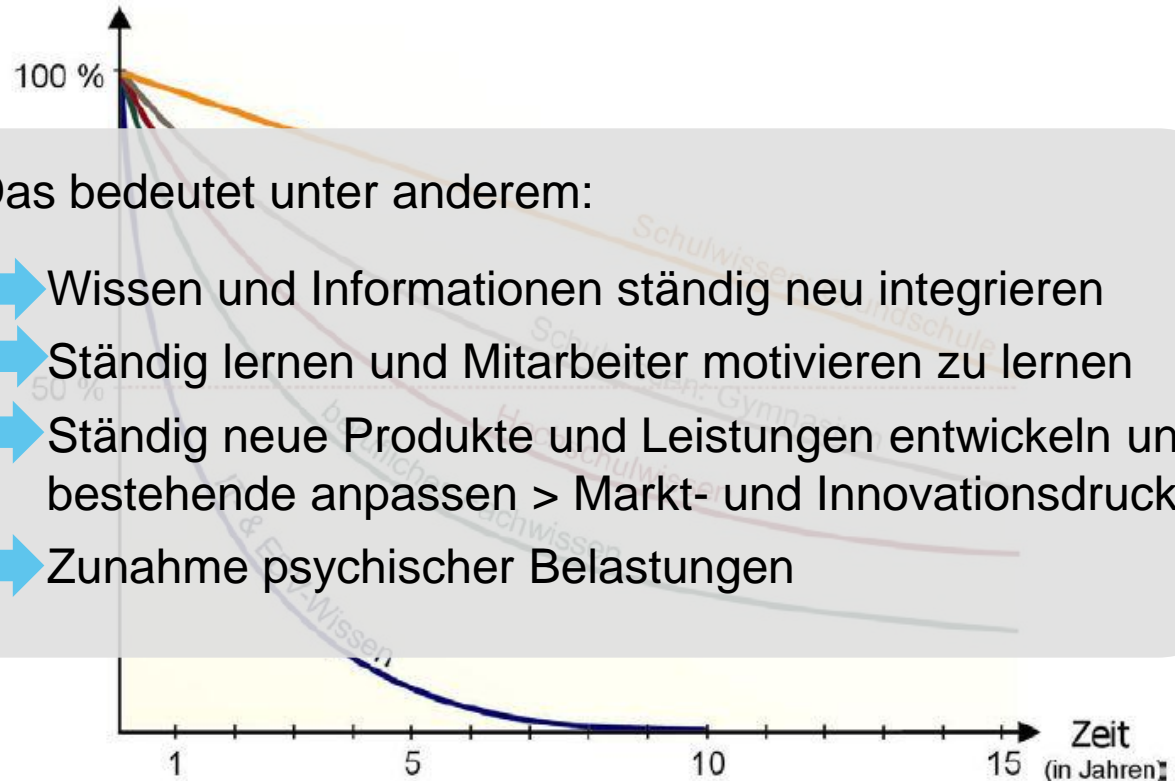 100 %
Das bedeutet unter anderem:
Wissen und Informationen ständig neu integrieren
Ständig lernen und Mitarbeiter motivieren zu lernen
50 %
Ständig neue Produkte und Leistungen entwickeln un
bestehende anpassen > Markt- und Innovationsdruck
Zunahme psychischer Belastungen
Hochschulwissen
1
5
10
15
Zeit
(in Jahren)